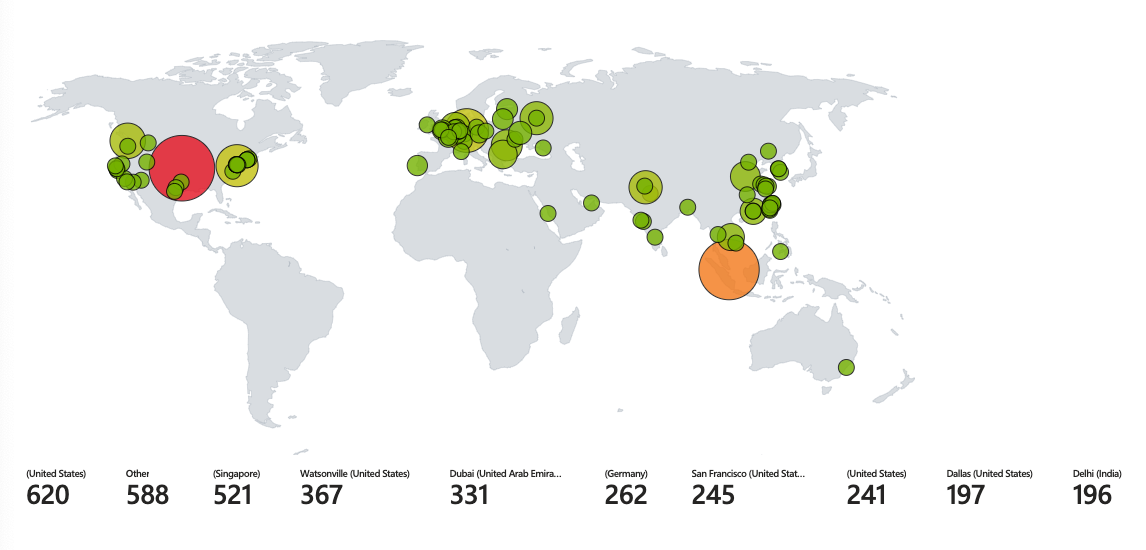 (United States) Other (Singapore) Watsonville (United States) Dubai (United Arab Emira... (Germany) San Francisco (United Stat... (United States) Dallas (United States) Delhi (India)
620 588 521 367 331 262 245 241 197 196